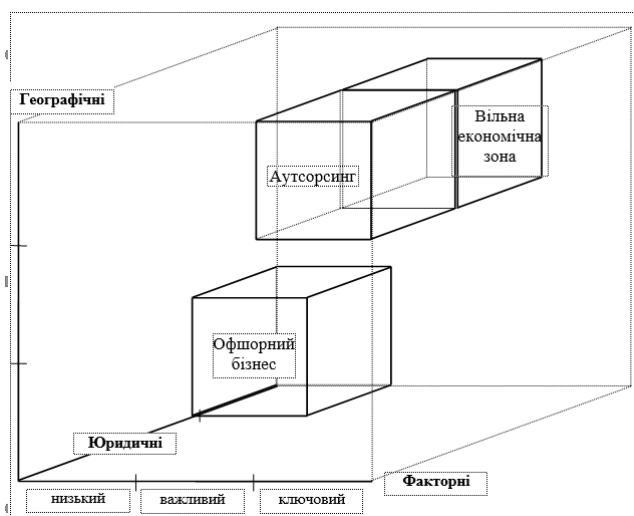 Географічні
Вільна
економічна
зона
Аутсорсинг
Офшорний
бізнес
Юридичні
Факторні
низький
важливий
ключовий